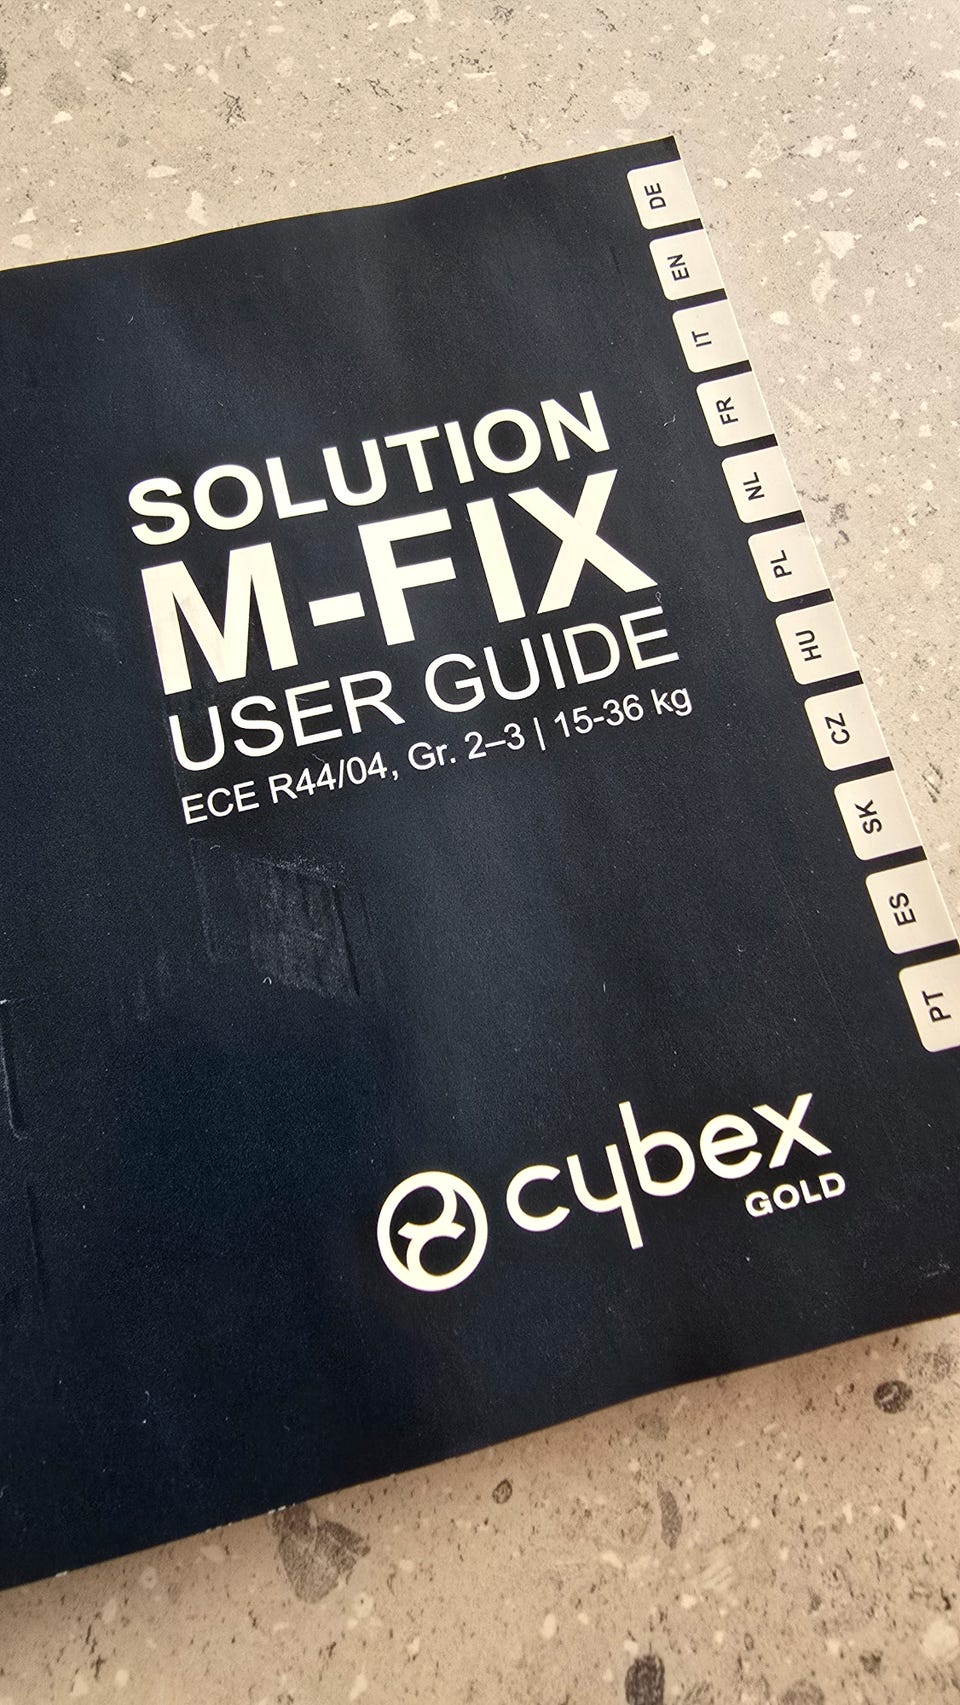 SOLUTION
M-FIX
USER GUIDE
ECE R44/04, Gr. 2–3 | 15-36 kg
DE
EN
IT
FR
NL
PL
HU
CZ
SK
ES
PT
cybex
GOLD